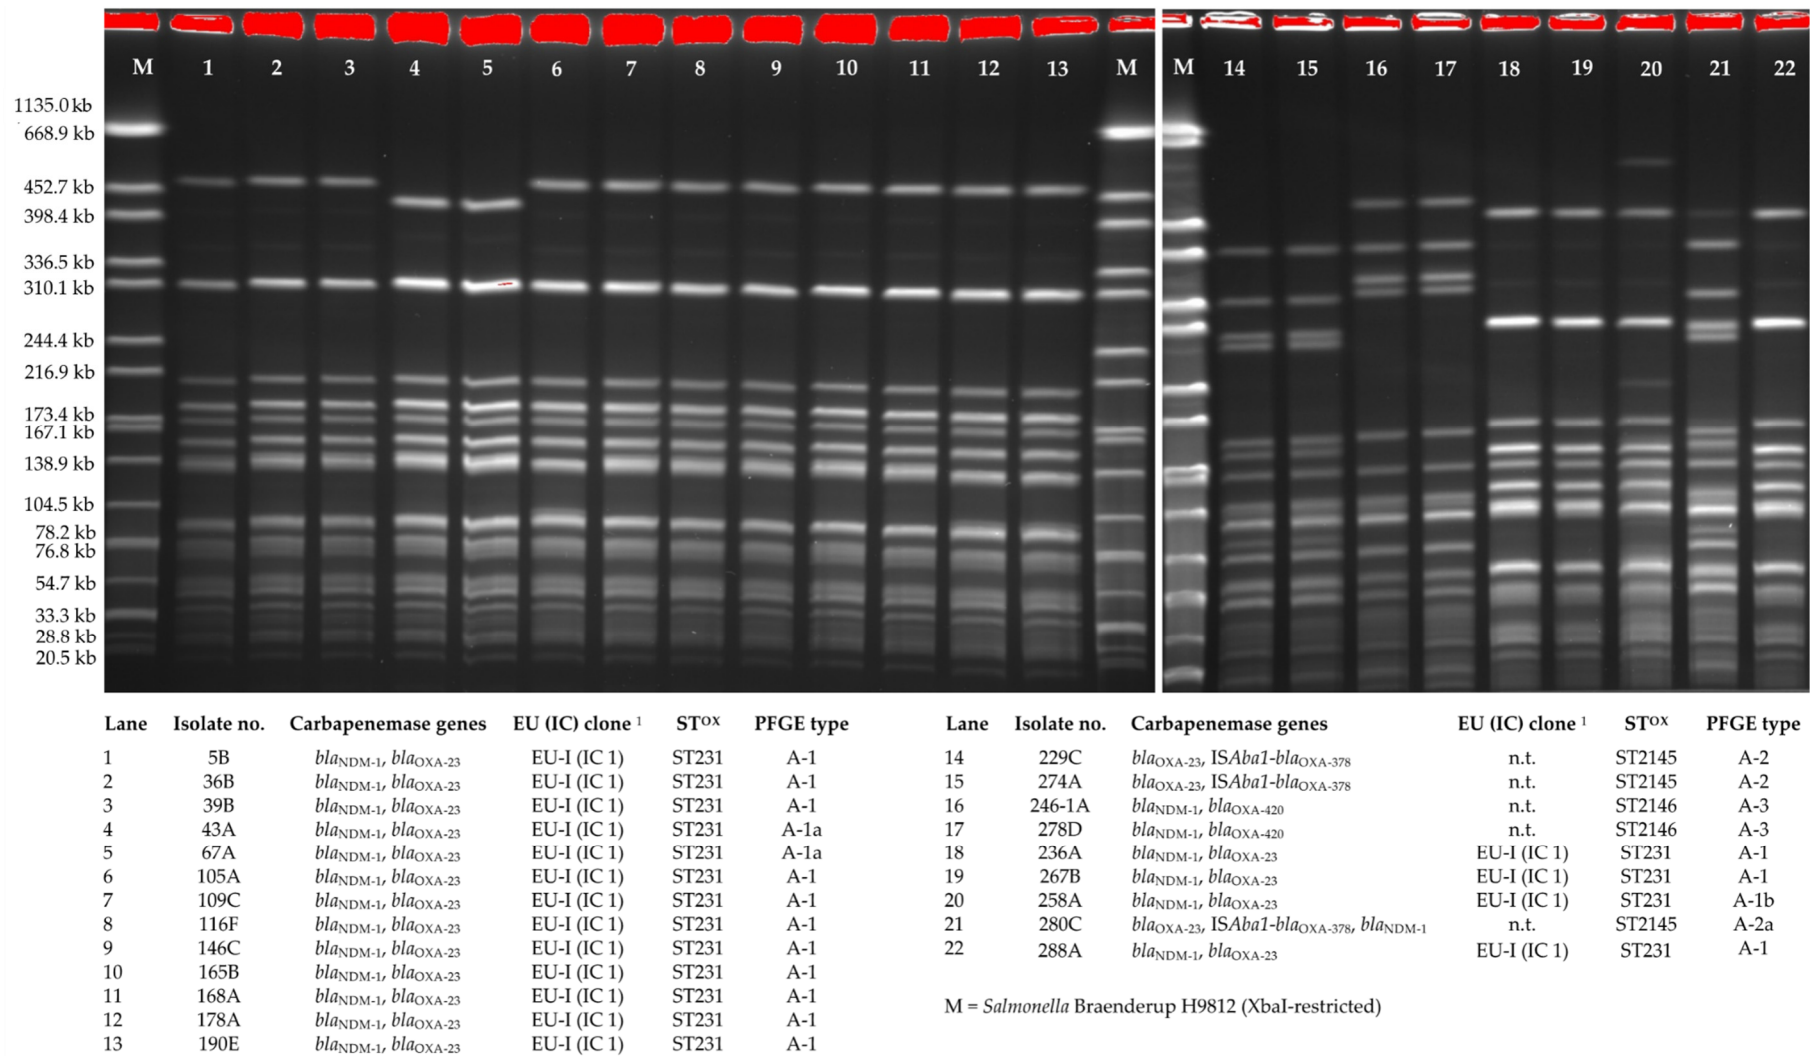 M 1 2 3 4 5 6 7 8 9 10 11 12 13 M M 14 15 16 17 18 19 20 21 22
1135.0 kb
668.9 kb
452.7 kb
398.4 kb
336.5 kb
310.1 kb
244.4 kb
216.9 kb
173.4 kb
167.1 kb
138.9 kb
104.5 kb
78.2 kb
76.8 kb
54.7 kb
33.3 kb
28.8 kb
20.5 kb
Lane Isolate no. Carbapenemase genes EU (IC) clone 1 STOX PFGE type
1 5B blaNDM-1, blaOXA-23 EU-I (IC 1) ST231 A-1
2 36B blaNDM-1, blaOXA-23 EU-I (IC 1) ST231 A-1
3 39B blaNDM-1, blaOXA-23 EU-I (IC 1) ST231 A-1
4 43A blaNDM-1, blaOXA-23 EU-I (IC 1) ST231 A-1a
5 67A blaNDM-1, blaOXA-23 EU-I (IC 1) ST231 A-1a
6 105A blaNDM-1, blaOXA-23 EU-I (IC 1) ST231 A-1
7 109C blaNDM-1, blaOXA-23 EU-I (IC 1) ST231 A-1
8 116F blaNDM-1, blaOXA-23 EU-I (IC 1) ST231 A-1
9 146C blaNDM-1, blaOXA-23 EU-I (IC 1) ST231 A-1
10 165B blaNDM-1, blaOXA-23 EU-I (IC 1) ST231 A-1
11 168A blaNDM-1, blaOXA-23 EU-I (IC 1) ST231 A-1
12 178A blaNDM-1, blaOXA-23 EU-I (IC 1) ST231 A-1
13 190E blaNDM-1, blaOXA-23 EU-I (IC 1) ST231 A-1
Lane Isolate no. Carbapenemase genes EU (IC) clone 1 STOX PFGE type
14 229C blaOXA-23, ISAba1-blaOXA-378 n.t. ST2145 A-2
15 274A blaOXA-23, ISAba1-blaOXA-378 n.t. ST2145 A-2
16 246-1A blaNDM-1, blaOXA-420 n.t. ST2146 A-3
17 278D blaNDM-1, blaOXA-420 n.t. ST2146 A-3
18 236A blaNDM-1, blaOXA-23 EU-I (IC 1) ST231 A-1
19 267B blaNDM-1, blaOXA-23 EU-I (IC 1) ST231 A-1
20 258A blaNDM-1, blaOXA-23 EU-I (IC 1) ST231 A-1b
21 280C blaOXA-23, ISAba1-blaOXA-378, blaNDM-1 n.t. ST2145 A-2a
22 288A blaNDM-1, blaOXA-23 EU-I (IC 1) ST231 A-1
M = Salmonella Braenderup H9812 (XbaI-restricted)